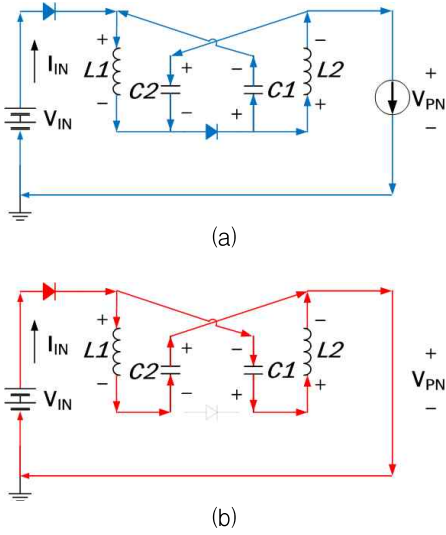 + − + − − +
I_IN L1 C2 C1 L2 V_PN
V_IN − − + + −
(a)
+ − + − − +
I_IN L1 C2 C1 L2 V_PN
V_IN − − + + −
(b)